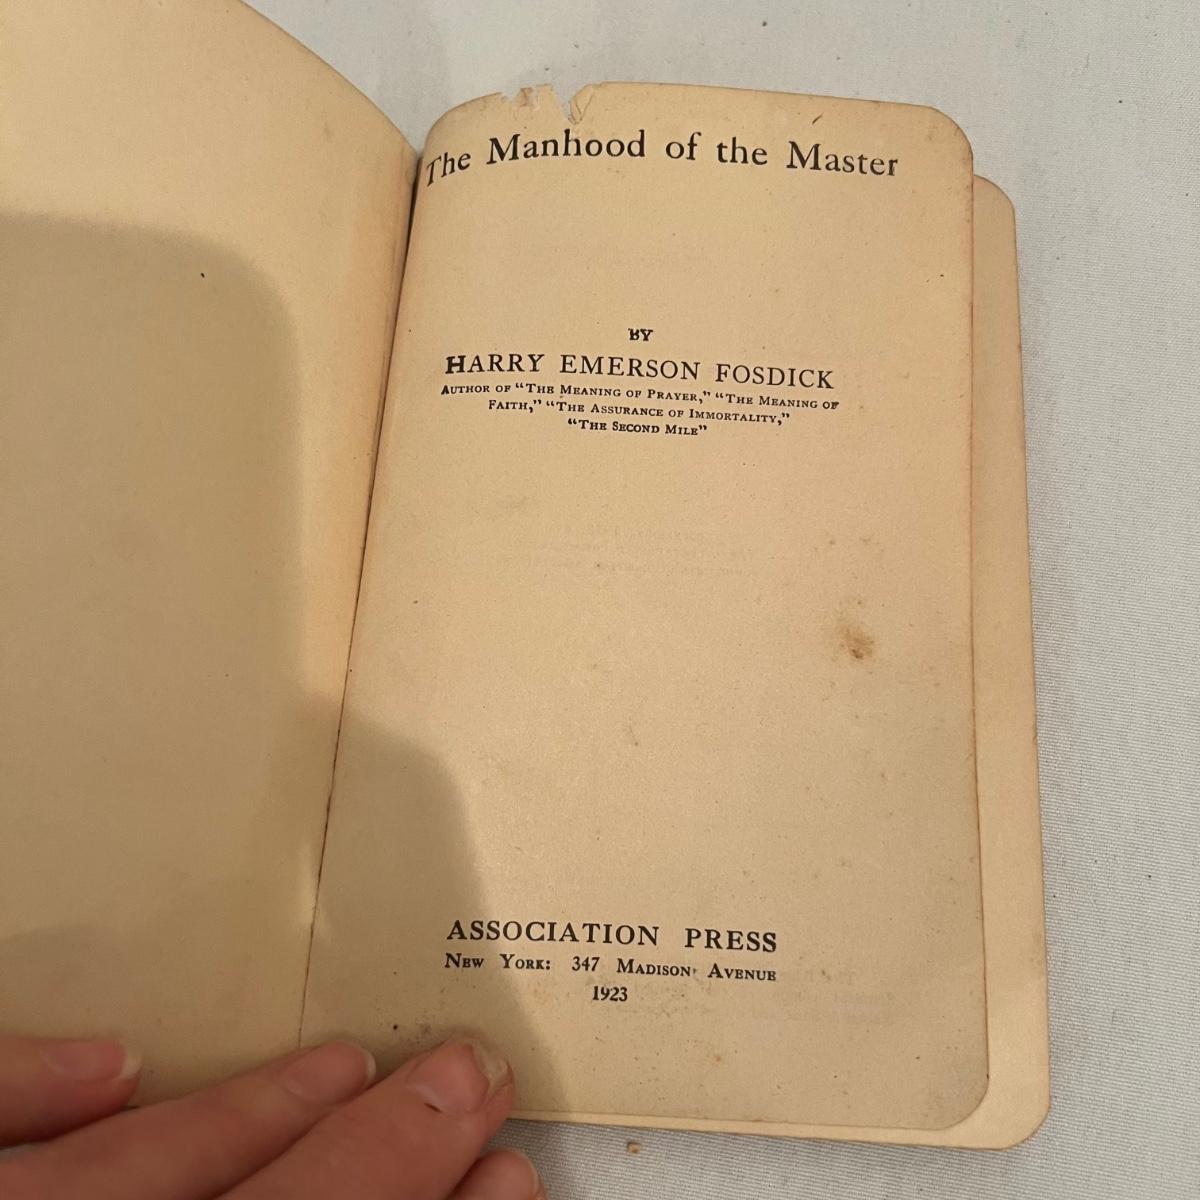 The Manhood of the Master
BY
HARRY EMERSON FOSDICK
AUTHOR OF “THE MEANING OF PRAYER,” “THE MEANING OF
FAITH,” “THE ASSURANCE OF IMMORTALITY,”
“THE SECOND MILE”
ASSOCIATION PRESS
NEW YORK: 347 MADISON AVENUE
1923